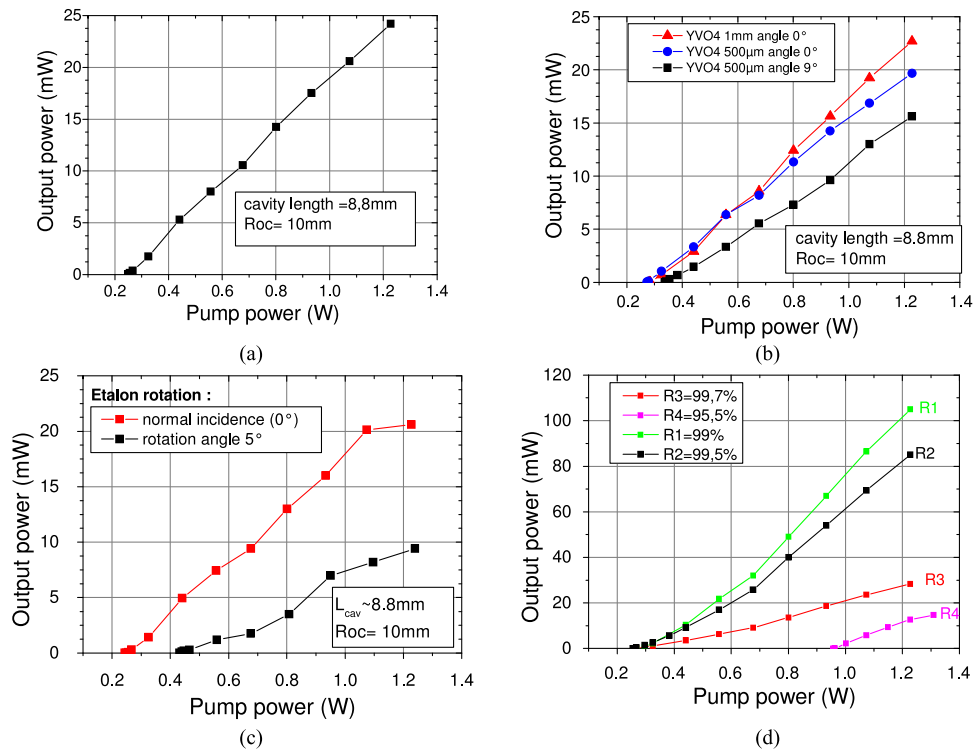 25
20
15
10
5
0
Output power (mW)
cavity length =8,8mm
Roc= 10mm
0.2 0.4 0.6 0.8 1.0 1.2 1.4
Pump power (W)
(a)
25
20
15
10
5
0
Output power (mW)
YVO4 1mm angle 0°
YVO4 500µm angle 0°
YVO4 500µm angle 9°
cavity length =8.8mm
Roc= 10mm
0.2 0.4 0.6 0.8 1.0 1.2 1.4
Pump power (W)
(b)
25
20
15
10
5
0
Output power (mW)
Etalon rotation :
normal incidence (0°)
rotation angle 5°
Lcav~8.8mm
Roc= 10mm
0.2 0.4 0.6 0.8 1.0 1.2 1.4
Pump power (W)
(c)
120
100
80
60
40
20
0
Output power (mW)
R3=99,7%
R4=95,5%
R1=99%
R2=99,5%
R1
R2
R3
R4
0.2 0.4 0.6 0.8 1.0 1.2 1.4
Pump power (W)
(d)